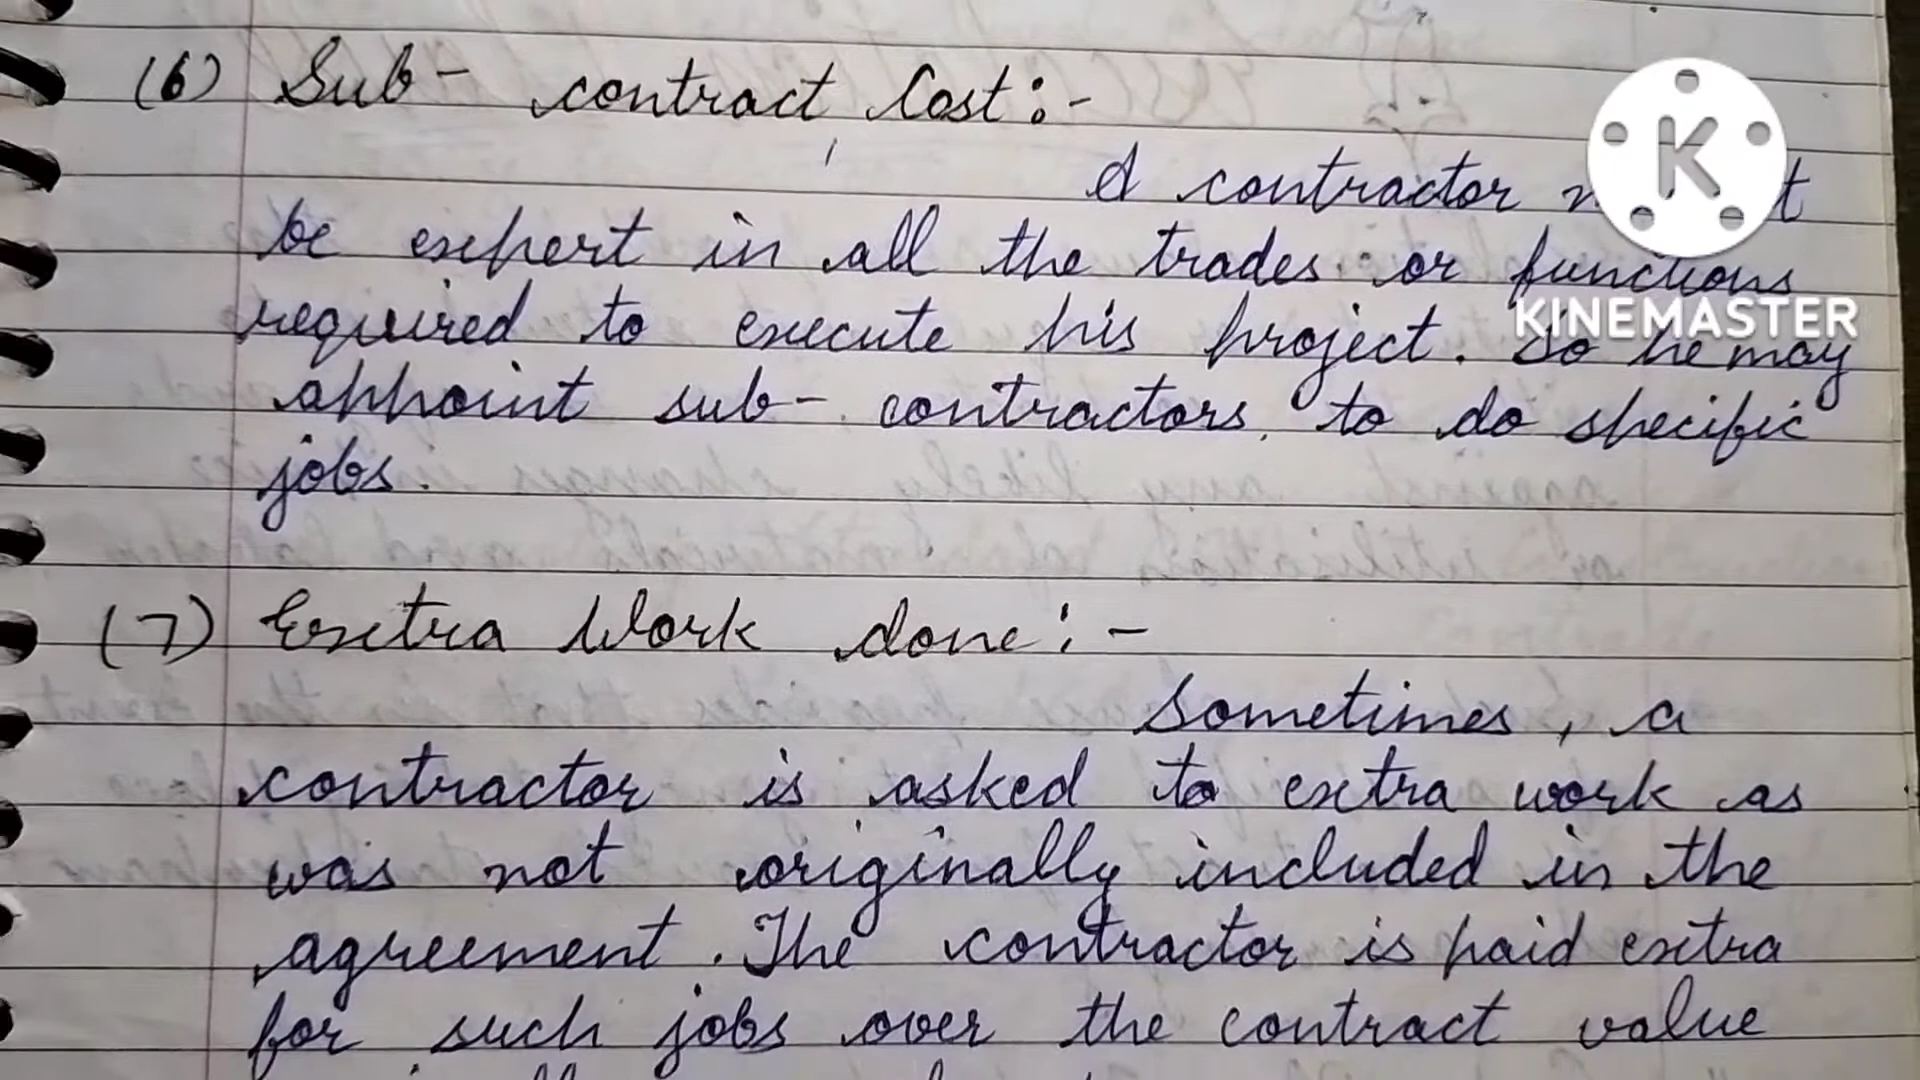 (6) Sub- contract Cost:-
A contractor
be expert in all the trades or functions
KINEMASTER
required to execute his project. So he may
appoint sub- contractors to do specific
jobs.
(7) Extra Work done:-
Sometimes, a
contractor is asked to extra work as
was not originally included in the
agreement. The contractor is paid extra
for such jobs over the contract value